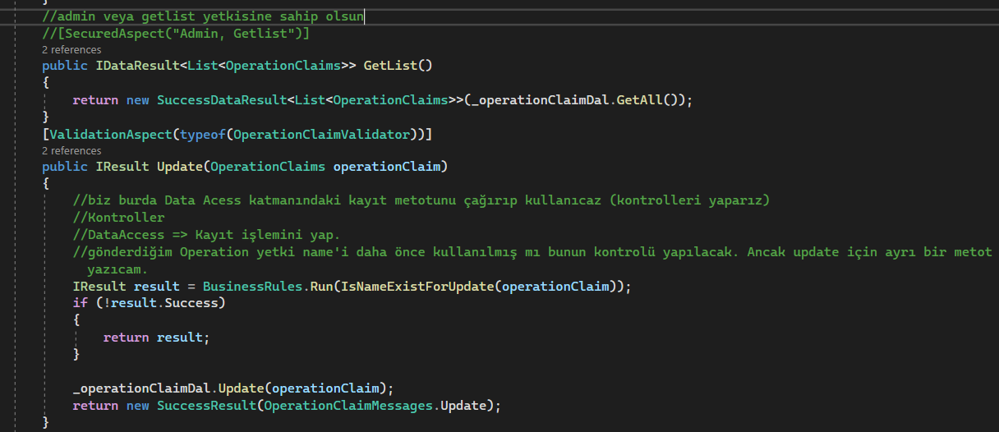 }
//admin veya getlist yetkisine sahip olsun
//[SecuredAspect("Admin, Getlist")]
2 references
public IDataResult<List<OperationClaims>> GetList()
{
return new SuccessDataResult<List<OperationClaims>>(_operationClaimDal.GetAll());
}
[ValidationAspect(typeof(OperationClaimValidator))]
2 references
public IResult Update(OperationClaims operationClaim)
{
//biz burda Data Acess katmanındaki kayıt metotunu çağırıp kullanıcaz (kontrolleri yaparız)
//Kontroller
//DataAccess => Kayıt işlemini yap.
//gönderdiğim Operation yetki name'i daha önce kullanılmış mı bunun kontrolü yapılacak. Ancak update için ayrı bir metot
yazıcam.
IResult result = BusinessRules.Run(IsNameExistForUpdate(operationClaim));
if (!result.Success)
{
return result;
}
_operationClaimDal.Update(operationClaim);
return new SuccessResult(OperationClaimMessages.Update);
}